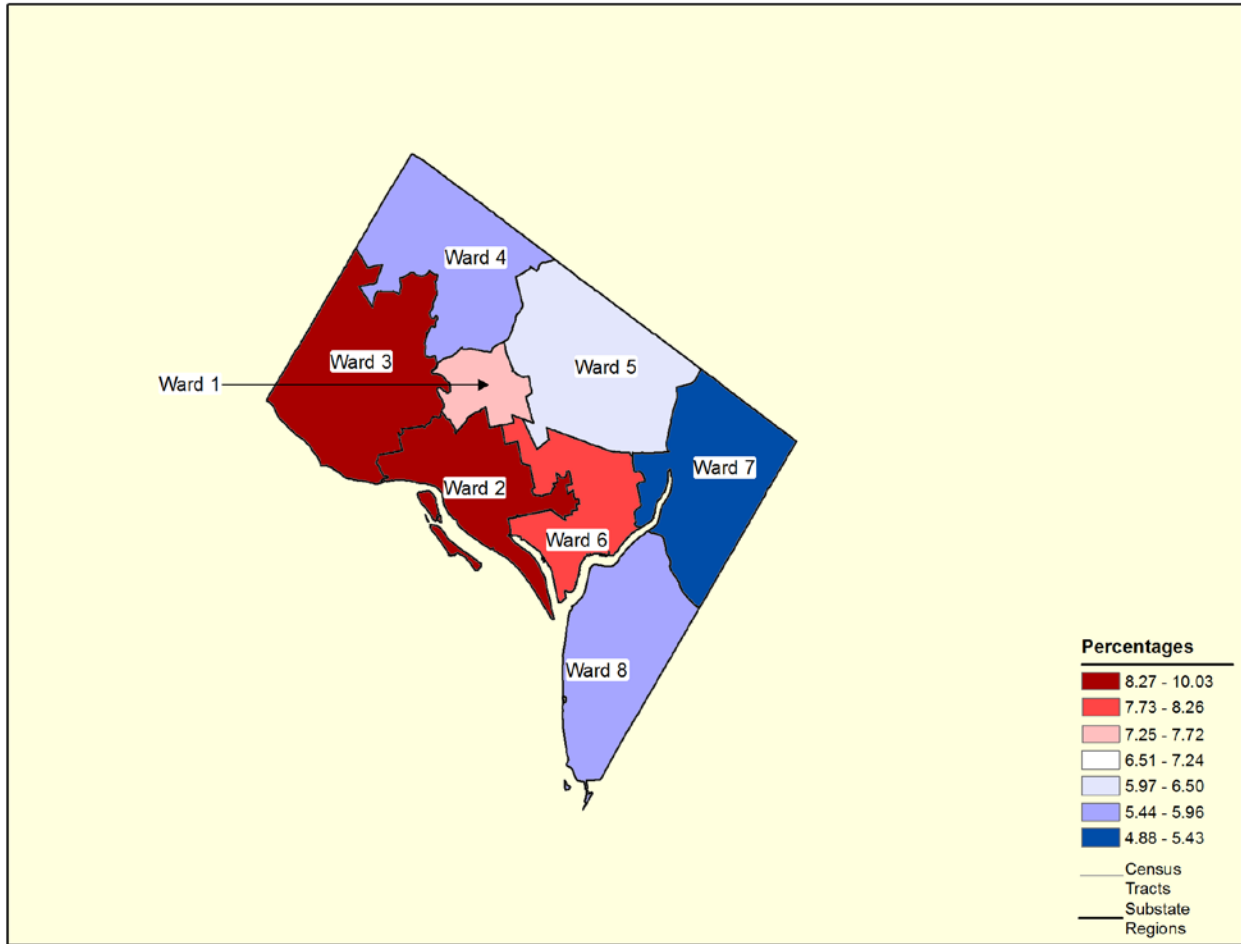 Ward 4
Ward 3
Ward 5
Ward 1
Ward 7
Ward 2
Ward 6
Ward 8
Percentages
8.27 - 10.03
7.73 - 8.26
7.25 - 7.72
6.51 - 7.24
5.97 - 6.50
5.44 - 5.96
4.88 - 5.43
Census
Tracts
Substate
Regions